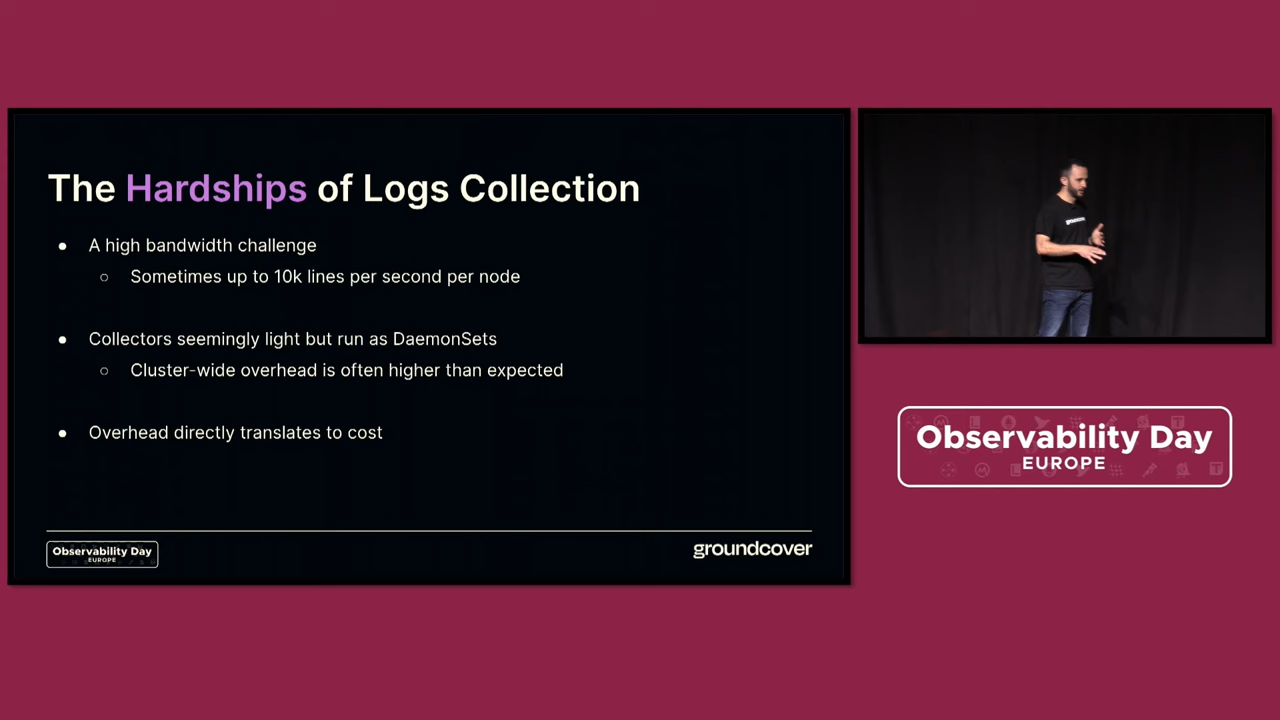 The Hardships of Logs Collection
● A high bandwidth challenge
○ Sometimes up to 10k lines per second per node
● Collectors seemingly light but run as DaemonSets
○ Cluster-wide overhead is often higher than expected
● Overhead directly translates to cost
Observability Day
EUROPE
groundcover
groundcover
Observability Day
EUROPE